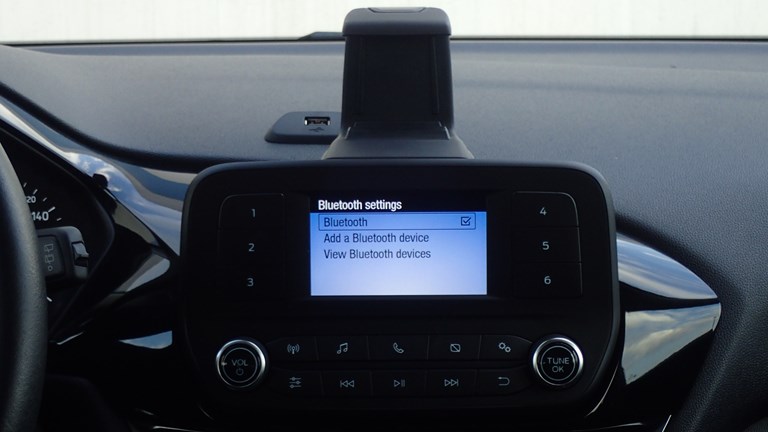 20
140
1
2
3
Bluetooth settings
Bluetooth
Add a Bluetooth device
View Bluetooth devices
4
5
6
VOL
TUNE
OK